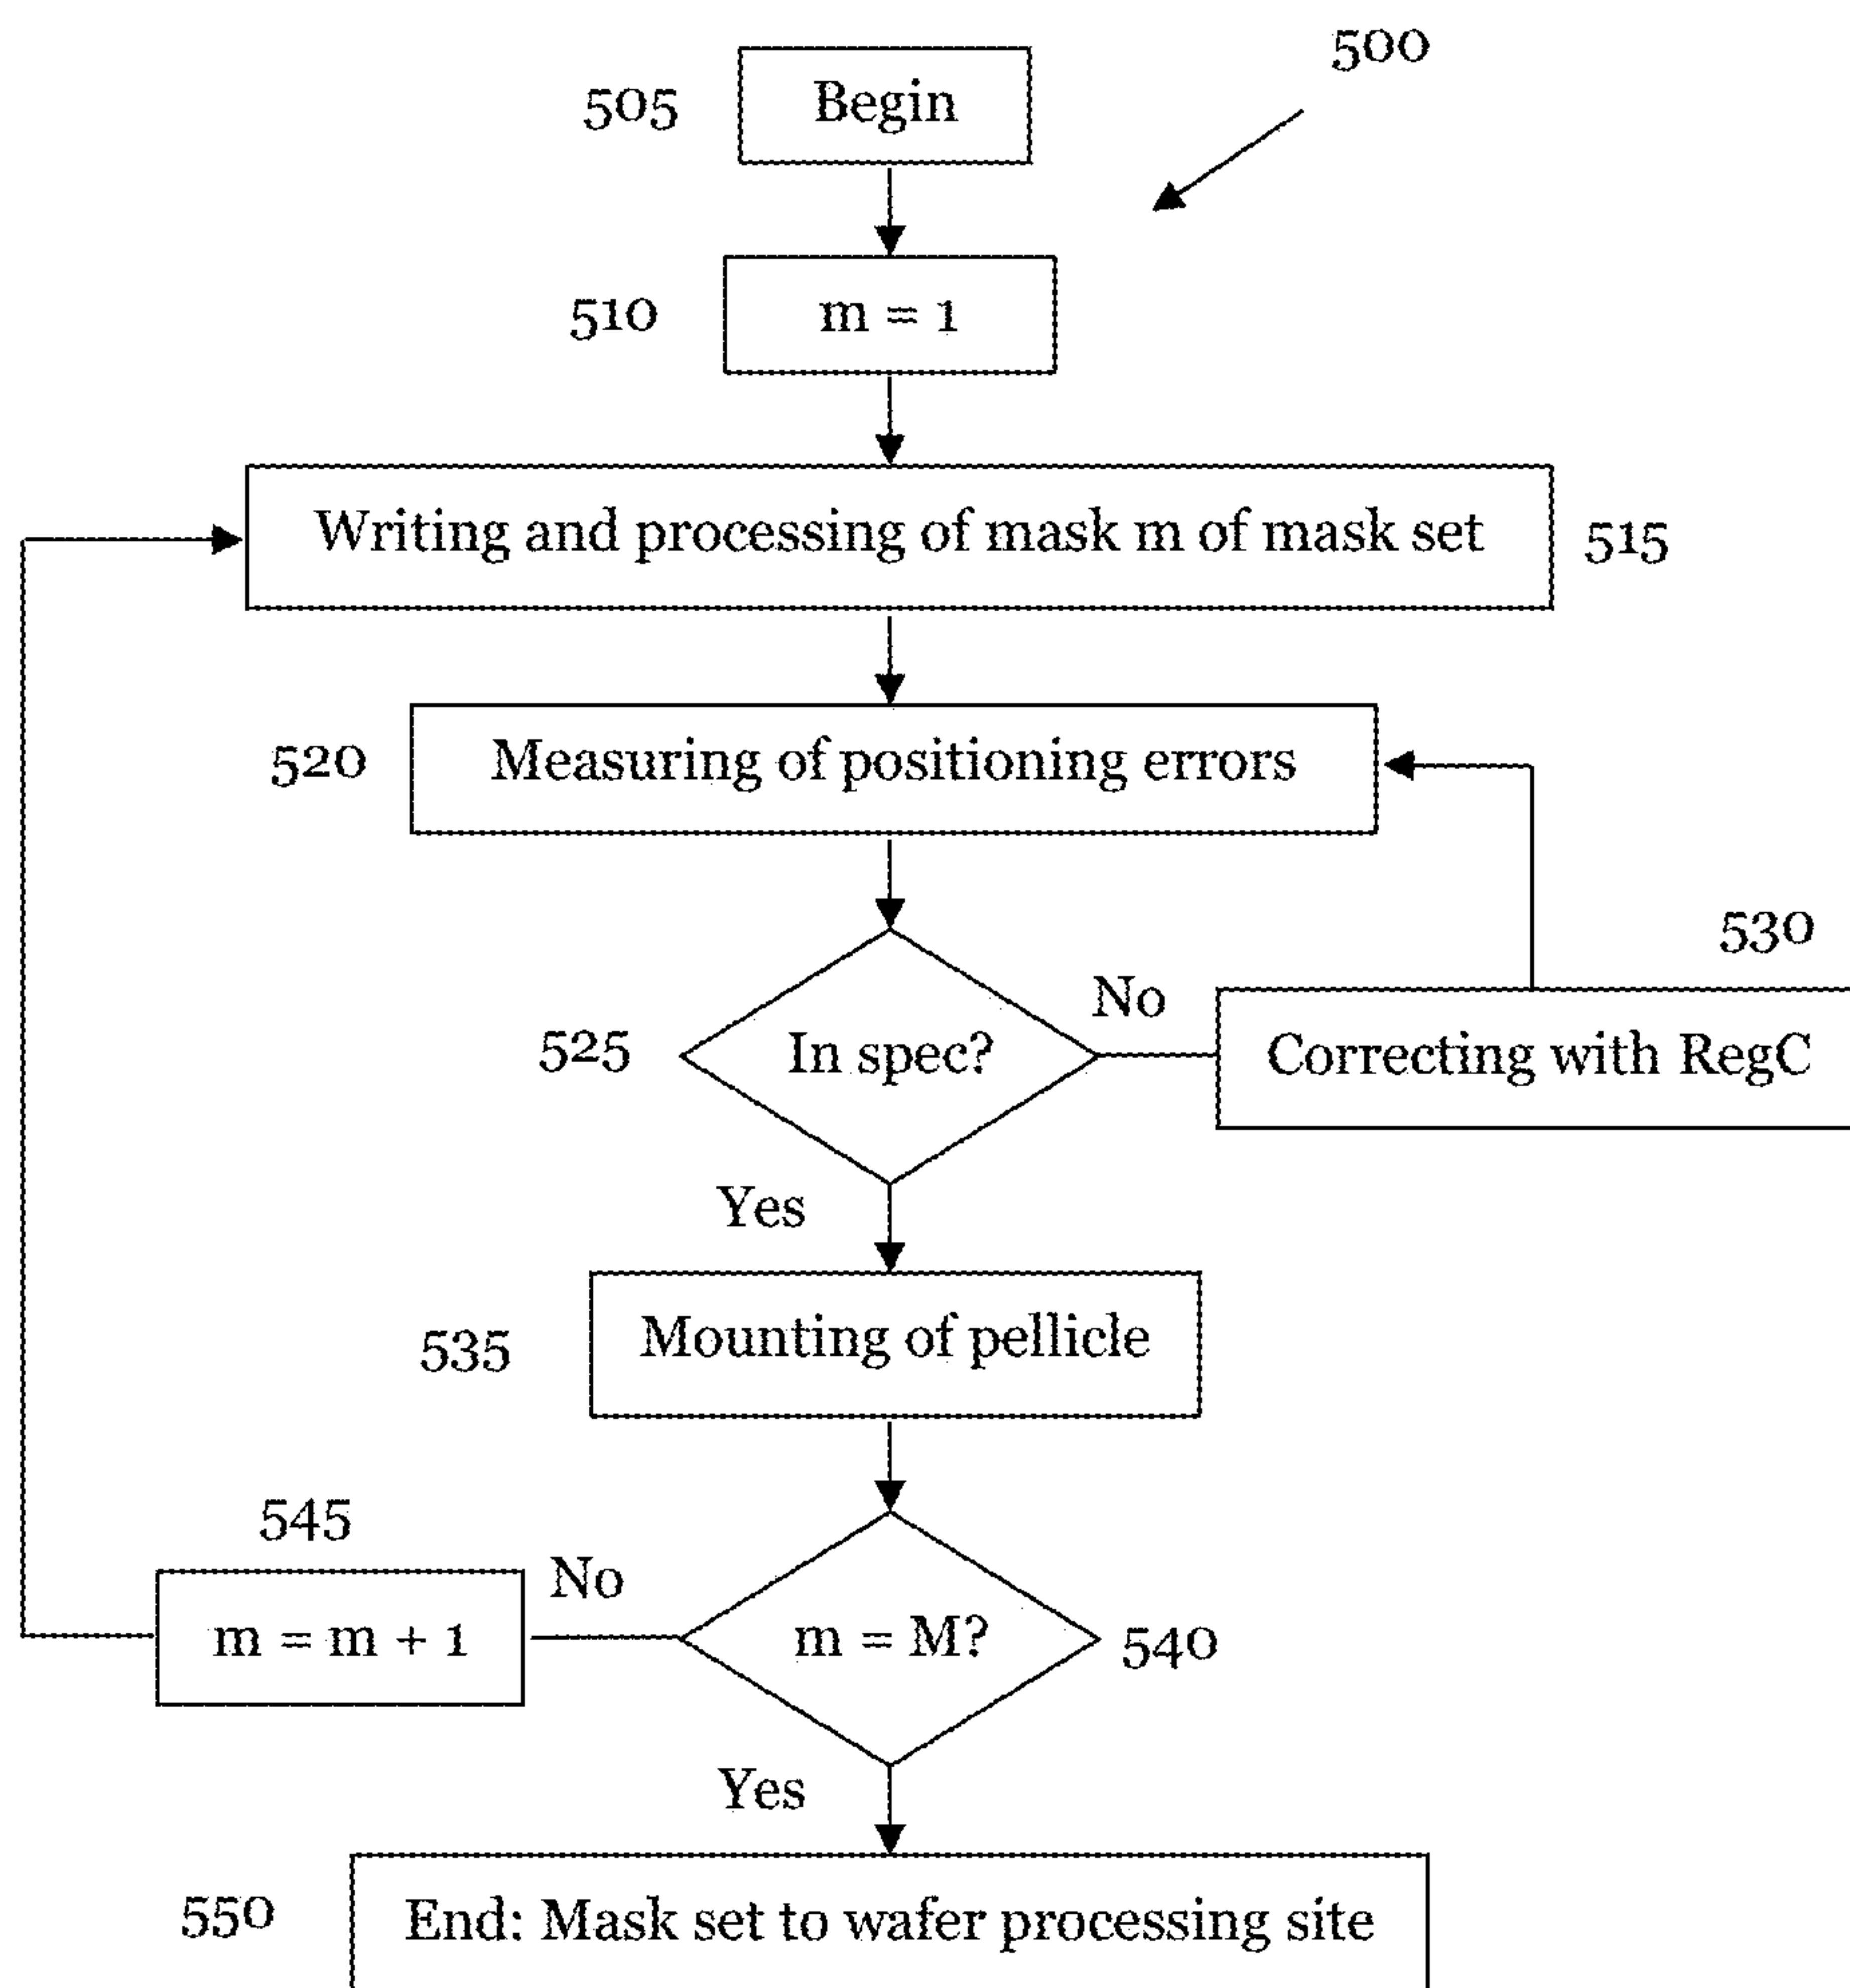 500
505
Begin
510
m = 1
Writing and processing of mask m of mask set
515
520
Measuring of positioning errors
530
525
In spec?
No
Correcting with RegC
Yes
535
Mounting of pellicle
545
No
m = m + 1
m = M?
540
Yes
550
End: Mask set to wafer processing site